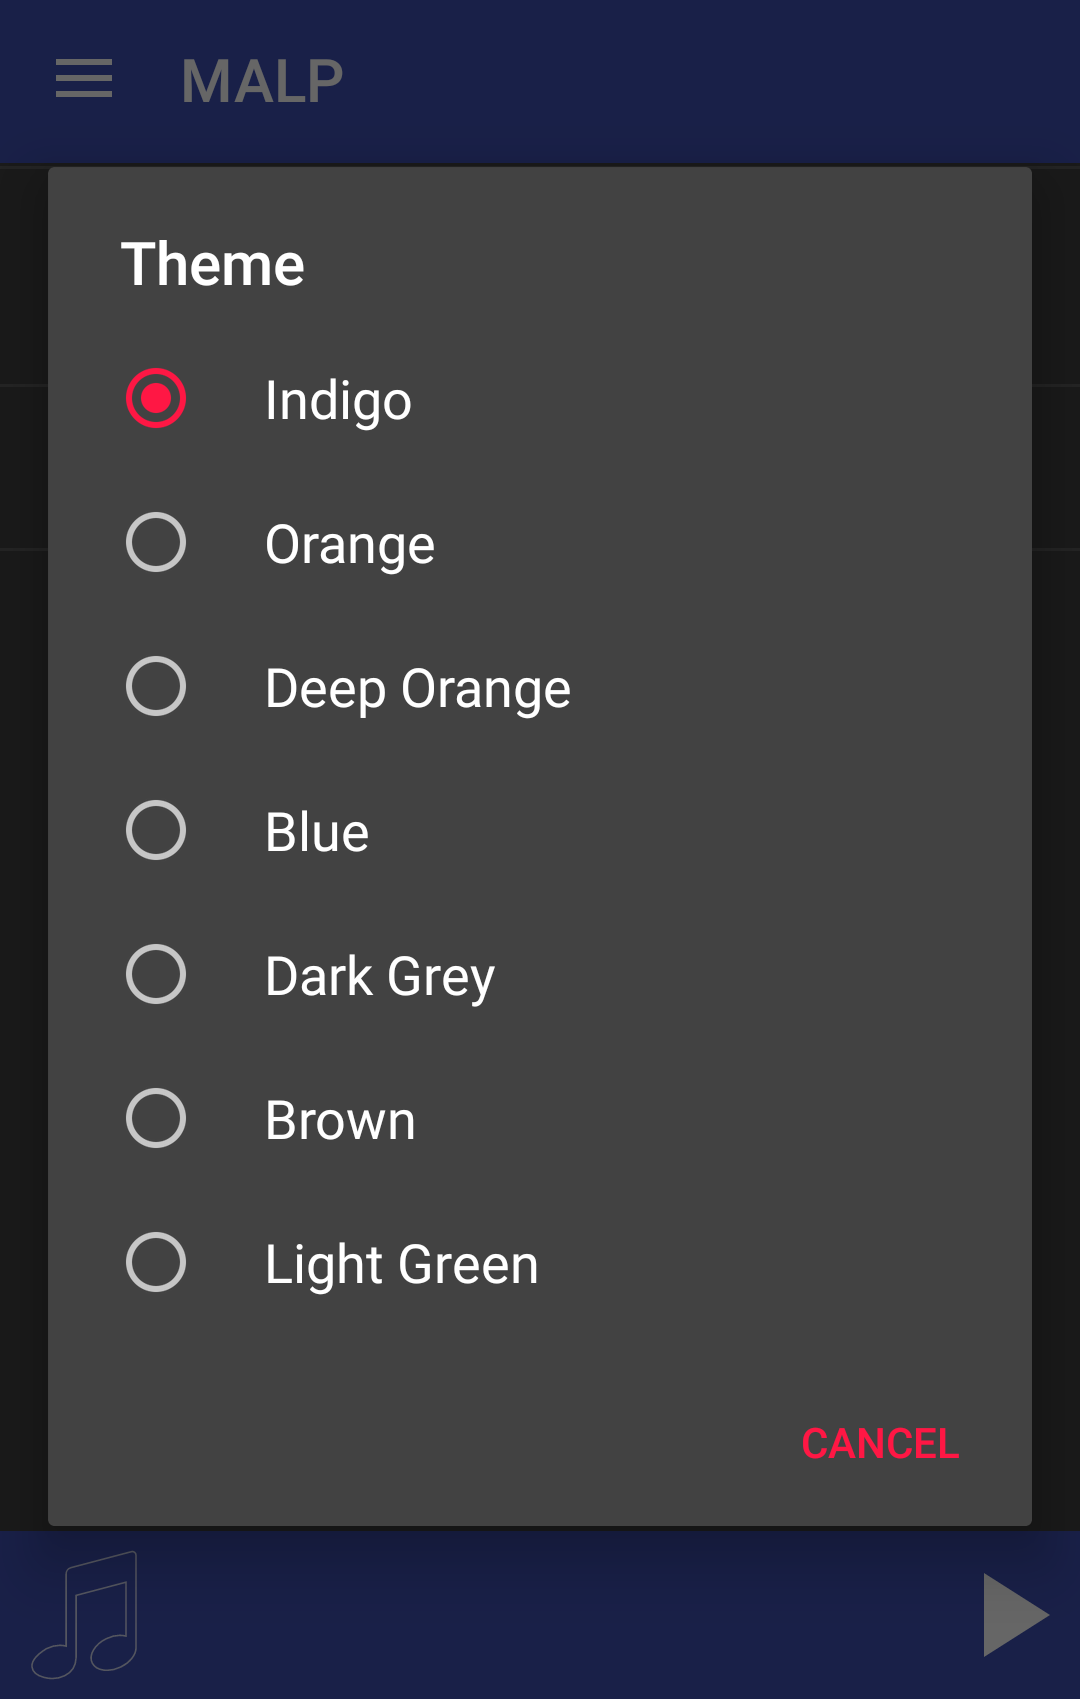 MALP
Theme
Indigo
Orange
Deep Orange
Blue
Dark Grey
Brown
Light Green
CANCEL